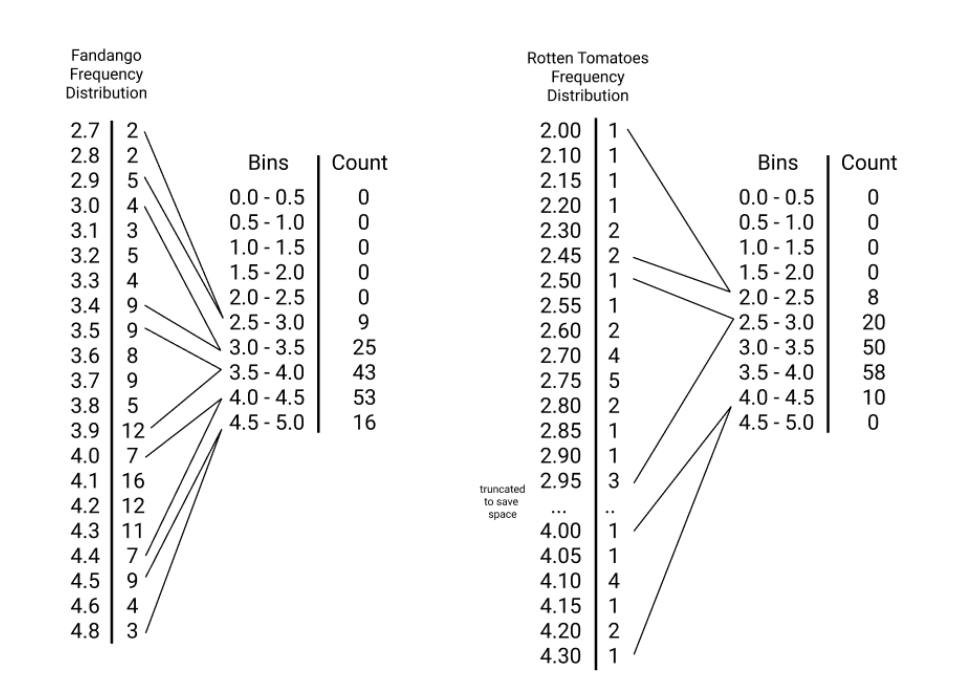 Fandango
Frequency
Distribution
2.7 2
2.8 2
2.9 5
3.0 4
3.1 3
3.2 5
3.3 4
3.4 9
3.5 9
3.6 8
3.7 9
3.8 5
3.9 12
4.0 7
4.1 16
4.2 12
4.3 11
4.4 7
4.5 9
4.6 4
4.8 3
Bins Count
0.0 - 0.5 0
0.5 - 1.0 0
1.0 - 1.5 0
1.5 - 2.0 0
2.0 - 2.5 0
2.5 - 3.0 9
3.0 - 3.5 25
3.5 - 4.0 43
4.0 - 4.5 53
4.5 - 5.0 16
Rotten Tomatoes
Frequency
Distribution
2.00 1
2.10 1
2.15 1
2.20 1
2.30 2
2.45 2
2.50 1
2.55 1
2.60 2
2.70 4
2.75 5
2.80 2
2.85 1
2.90 1
2.95 3
truncated
to save
space
... ..
4.00 1
4.05 1
4.10 4
4.15 1
4.20 2
4.30 1
Bins Count
0.0 - 0.5 0
0.5 - 1.0 0
1.0 - 1.5 0
1.5 - 2.0 0
2.0 - 2.5 8
2.5 - 3.0 20
3.0 - 3.5 50
3.5 - 4.0 58
4.0 - 4.5 10
4.5 - 5.0 0